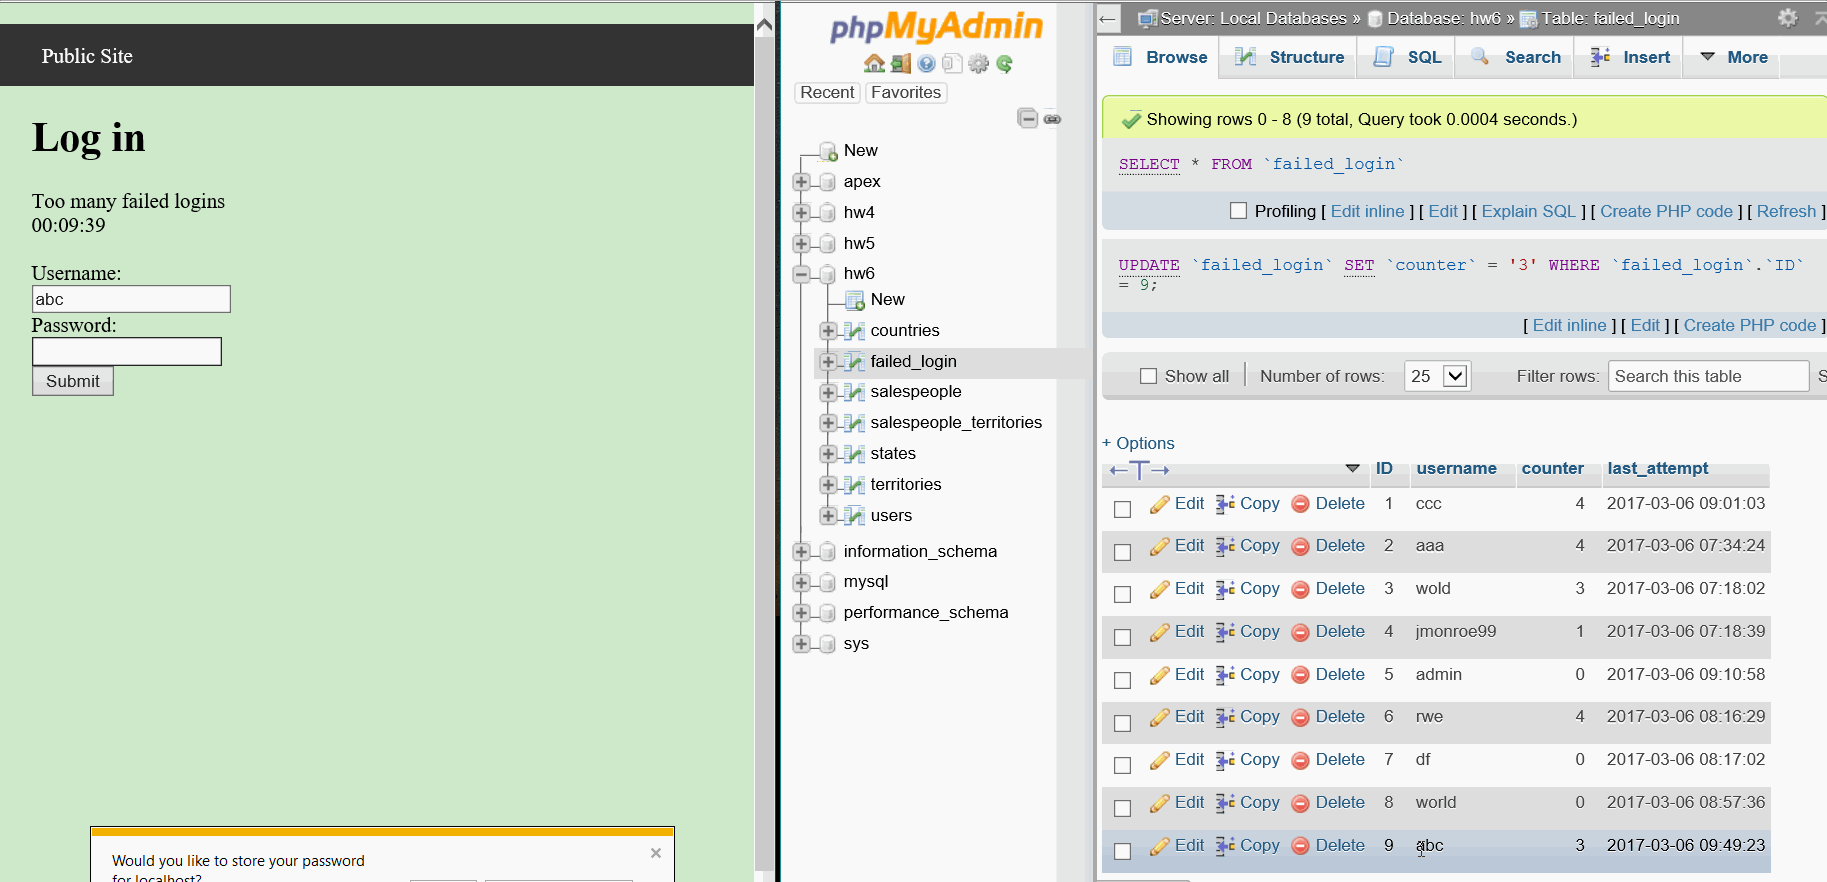 Public Site
Log in
Too many failed logins
00:09:39
Username:
abc
Password:
Submit
Would you like to store your password
for localhost?
phpMyAdmin
Recent Favorites
New
apex
hw4
hw5
hw6
New
countries
failed_login
salespeople
salespeople_territories
states
territories
users
information_schema
mysql
performance_schema
sys
Server: Local Databases » Database: hw6 » Table: failed_login
Browse Structure SQL Search Insert More
Showing rows 0 - 8 (9 total, Query took 0.0004 seconds.)
SELECT * FROM `failed_login`
Profiling [ Edit inline ] [ Edit ] [ Explain SQL ] [ Create PHP code ] [ Refresh ]
UPDATE `failed_login` SET `counter` = '3' WHERE `failed_login`.`ID`
= 9;
[ Edit inline ] [ Edit ] [ Create PHP code ]
Show all Number of rows: 25 Filter rows: Search this table S
+ Options
←T→ ID username counter last_attempt
Edit Copy Delete 1 ccc 4 2017-03-06 09:01:03
Edit Copy Delete 2 aaa 4 2017-03-06 07:34:24
Edit Copy Delete 3 wold 3 2017-03-06 07:18:02
Edit Copy Delete 4 jmonroe99 1 2017-03-06 07:18:39
Edit Copy Delete 5 admin 0 2017-03-06 09:10:58
Edit Copy Delete 6 rwe 4 2017-03-06 08:16:29
Edit Copy Delete 7 df 0 2017-03-06 08:17:02
Edit Copy Delete 8 world 0 2017-03-06 08:57:36
Edit Copy Delete 9 abc 3 2017-03-06 09:49:23